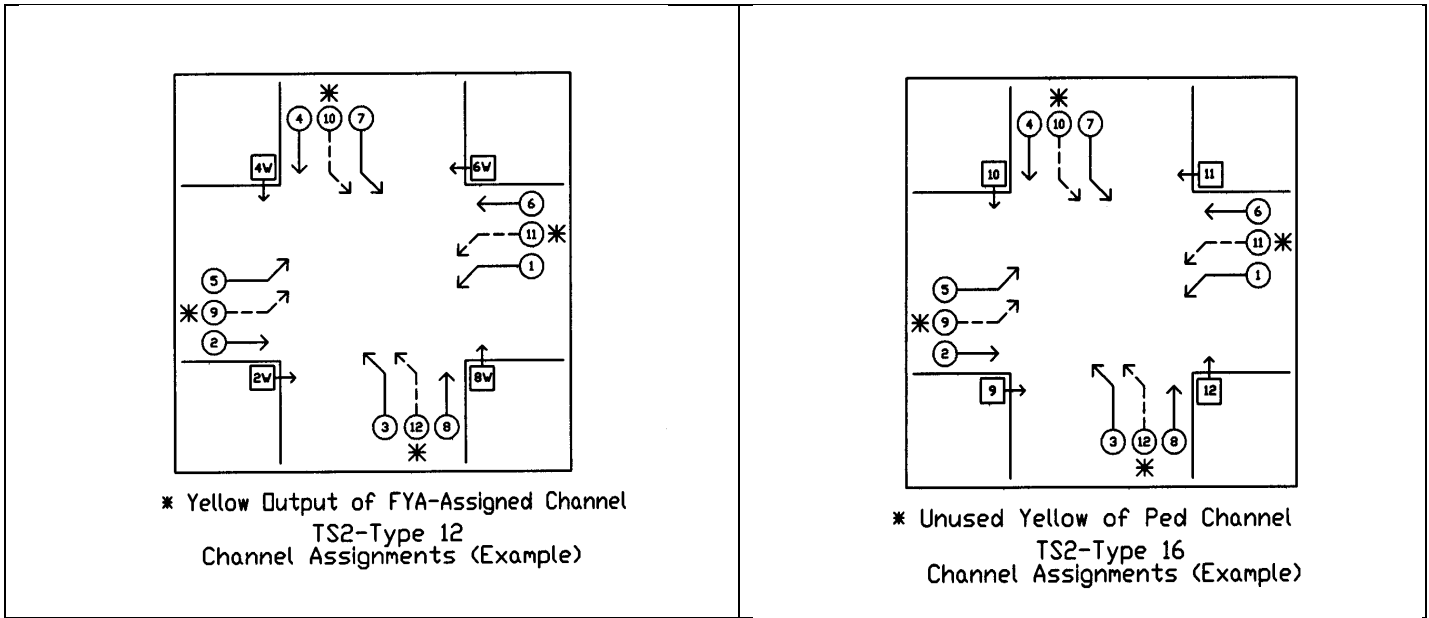 4 10 7
4W
6W
6
11
1
5
9
2
2W
8W
3 12 8
* Yellow Output of FYA-Assigned Channel
TS2-Type 12
Channel Assignments (Example)
4 10 7
10
11
6
11
1
5
9
2
9
12
3 12 8
* Unused Yellow of Ped Channel
TS2-Type 16
Channel Assignments (Example)